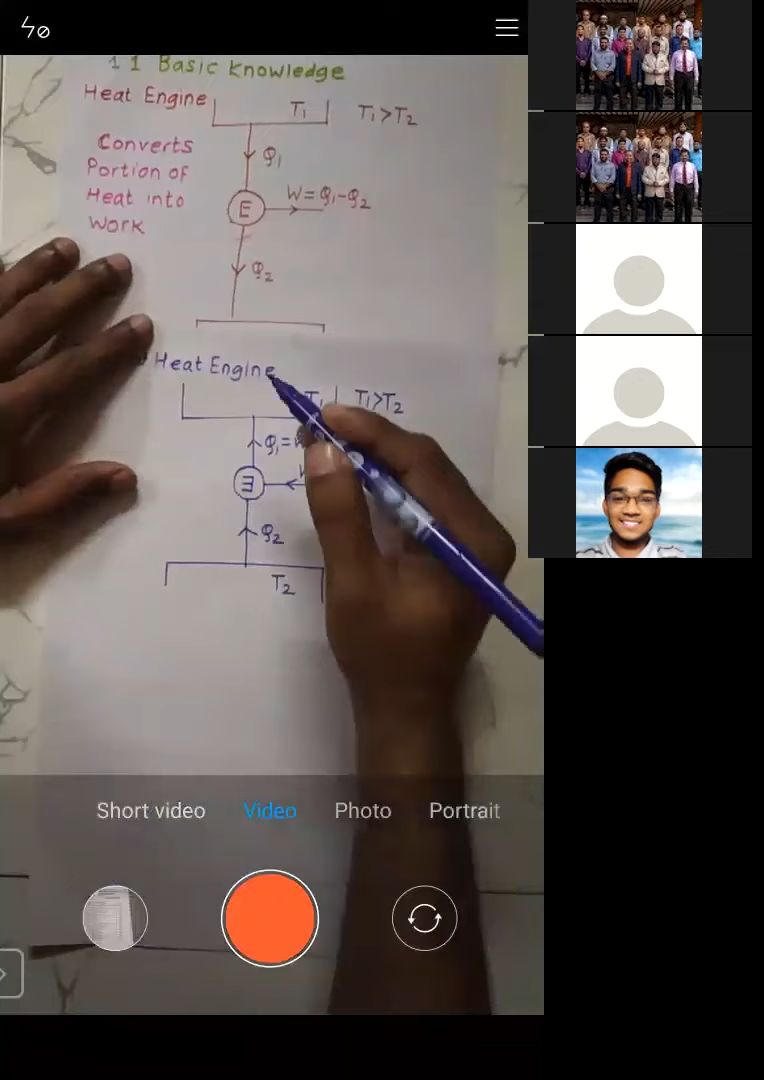 1 1 Basic Knowledge
Heat Engine
T1 T1>T2
Converts
Portion of
Heat into
Work
Q1
E
W=Q1-Q2
Q2
Heat Engine
T1 T1>T2
Q1=
E
Q2
T2
Short video Video Photo Portrait